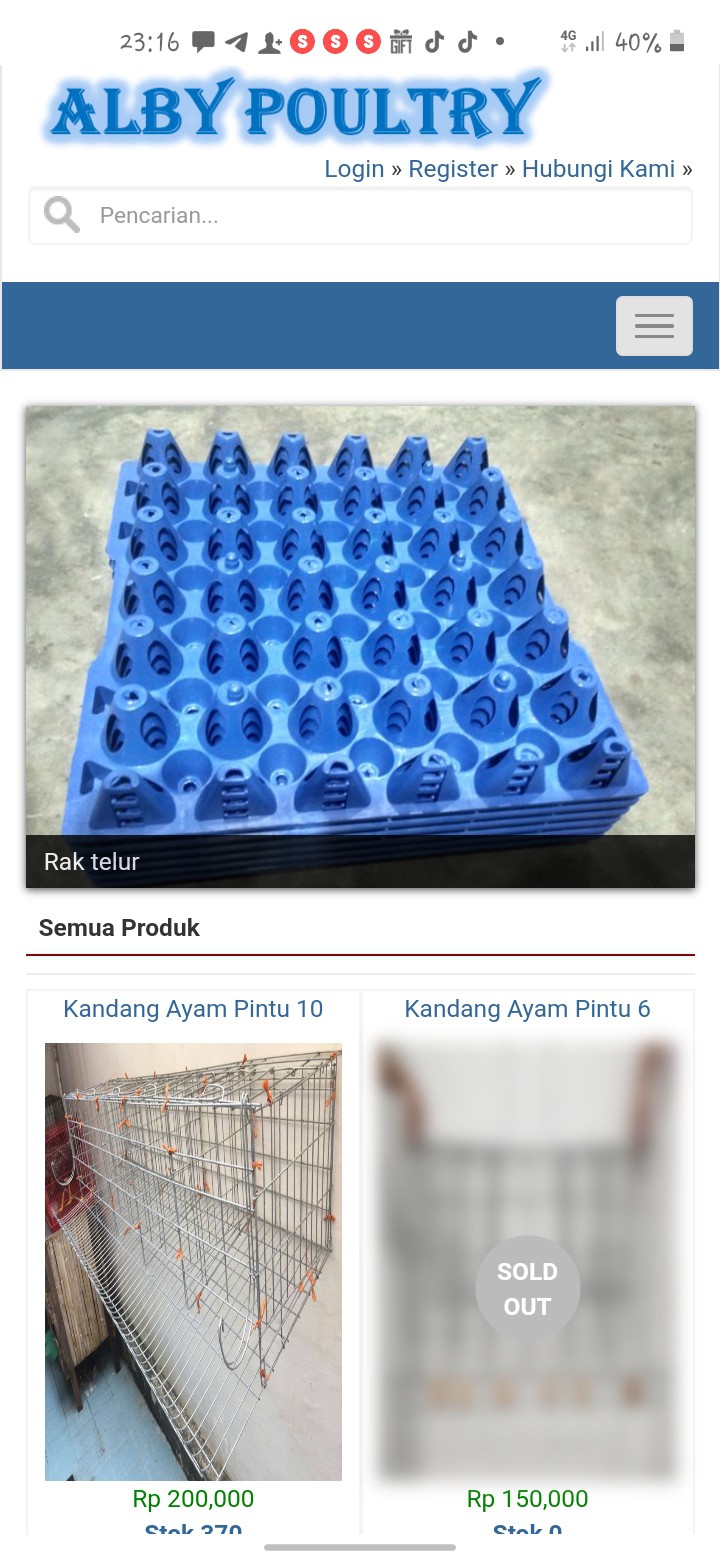 23:16 GIFT 4G 40%
ALBY POULTRY
Login » Register » Hubungi Kami »
Pencarian...
Rak telur
Semua Produk
Kandang Ayam Pintu 10
Kandang Ayam Pintu 6
SOLD
OUT
Rp 200,000
Rp 150,000
Stok 370
Stok 0